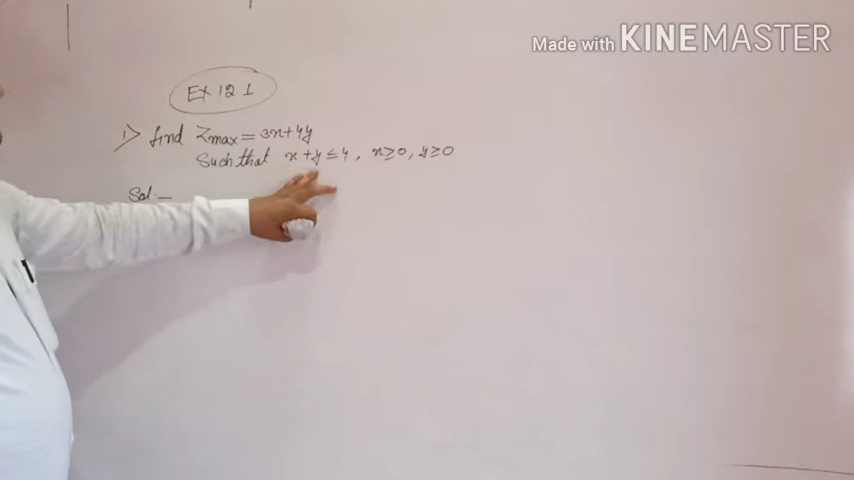 Made with KINEMASTER
Ex 12 1
1) find Zmax = 3x+4y
Such that x+y ≤ 4, x≥0, y≥0
Sol:—